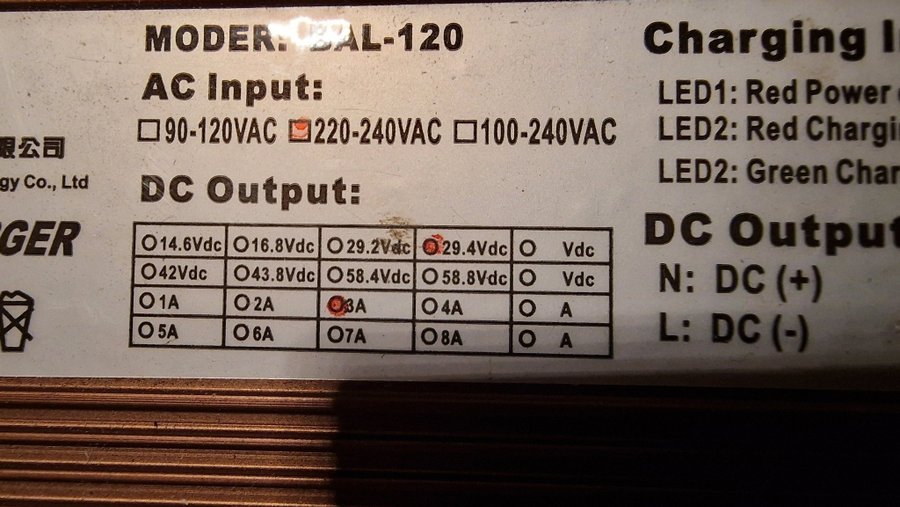 MODER: BAL-120
AC Input:
□90-120VAC ☑220-240VAC □100-240VAC
DC Output:
14.6Vdc 16.8Vdc 29.2Vdc 29.4Vdc Vdc
42Vdc 43.8Vdc 58.4Vdc 58.8Vdc Vdc
1A 2A 3A 4A A
5A 6A 7A 8A A
限公司
gy Co., Ltd
GER
Charging I
LED1: Red Power
LED2: Red Chargi
LED2: Green Char
DC Output
N: DC (+)
L: DC (-)